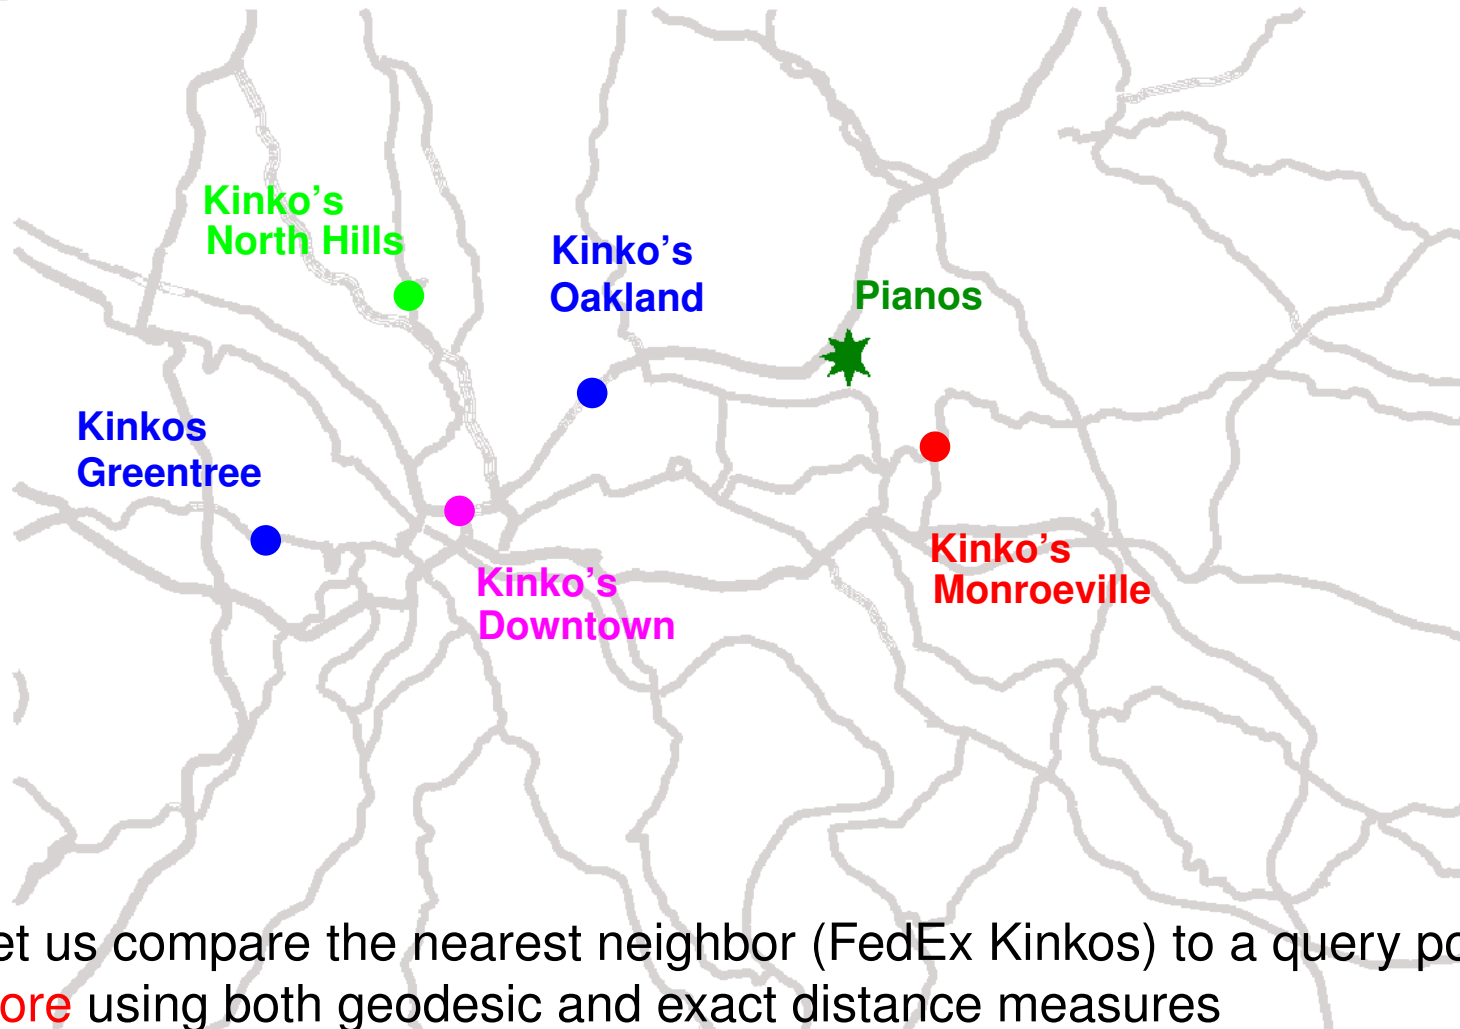 Kinko's
North Hills
Kinko's
Oakland
Pianos
Kinkos
Greentree
Kinko's
Monroeville
Kinko's
Downtown
et us compare the nearest neighbor (FedEx Kinkos) to a query po
ore using both geodesic and exact distance measures